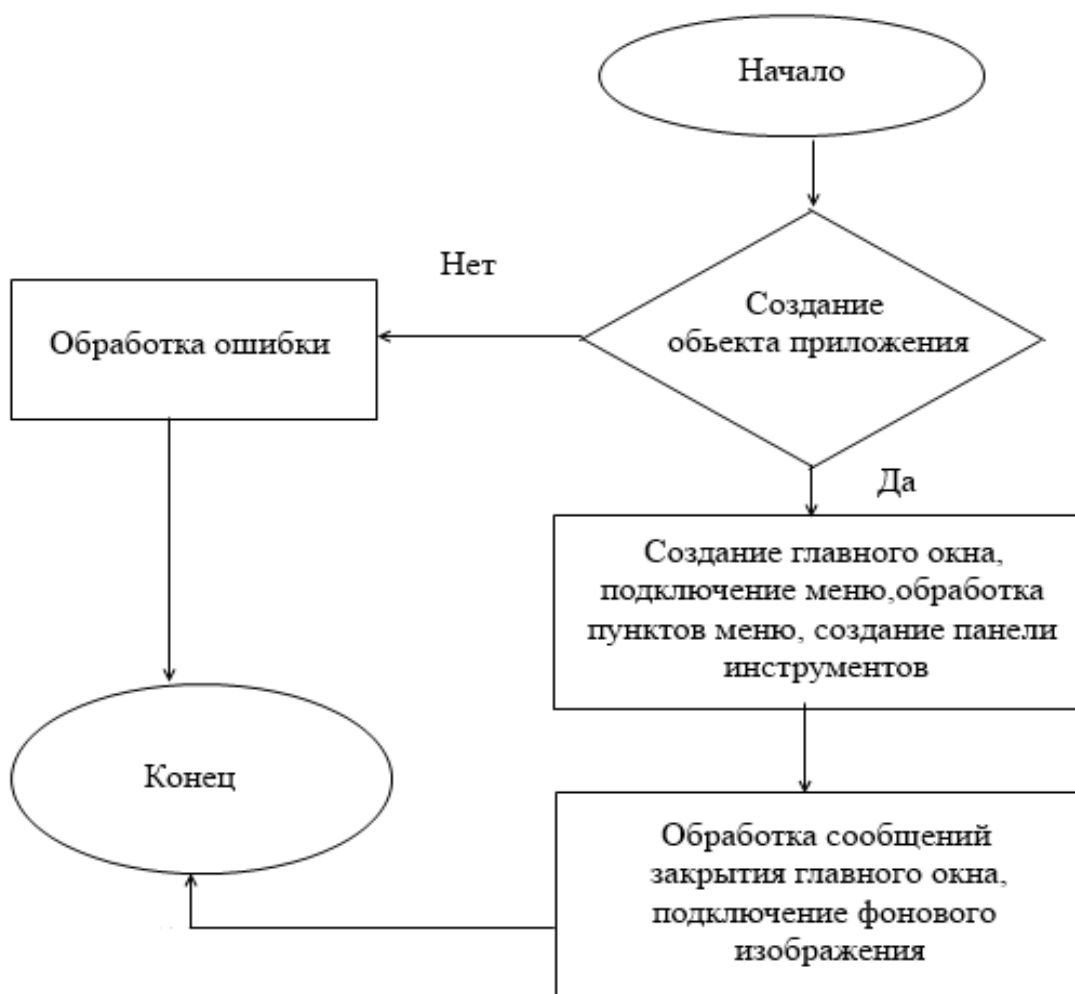 Начало
Нет
Создание
обьекта приложения
Обработка ошибки
Да
Создание главного окна,
подключение меню,обработка
пунктов меню, создание панели
инструментов
Конец
Обработка сообщений
закрытия главного окна,
подключение фонового
изображения